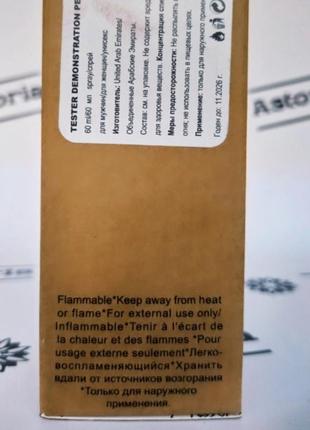 TESTER DEMONSTRATION
60 ml/60 мл spray/спрей
для мужчин/для женщин/унисекс
Изготовитель: United Arab Emirates/
Объединенные Арабские Эмираты.
Состав: см. на упаковке. Не содержит
для здоровья веществ. Концентрация
Меры предосторожности: Не распылять
огня; не использовать в пищевых целях.
Применение: только для наружного
Годен до: 11.2026 г.
Flammable*Keep away from heat
or flame*For external use only/
Inflammable*Tenir à l'écart de
la chaleur et des flammes *Pour
usage externe seulement*Легко-
воспламеняющийся*Хранить
вдали от источников возгорания
*Только для наружного
применения.